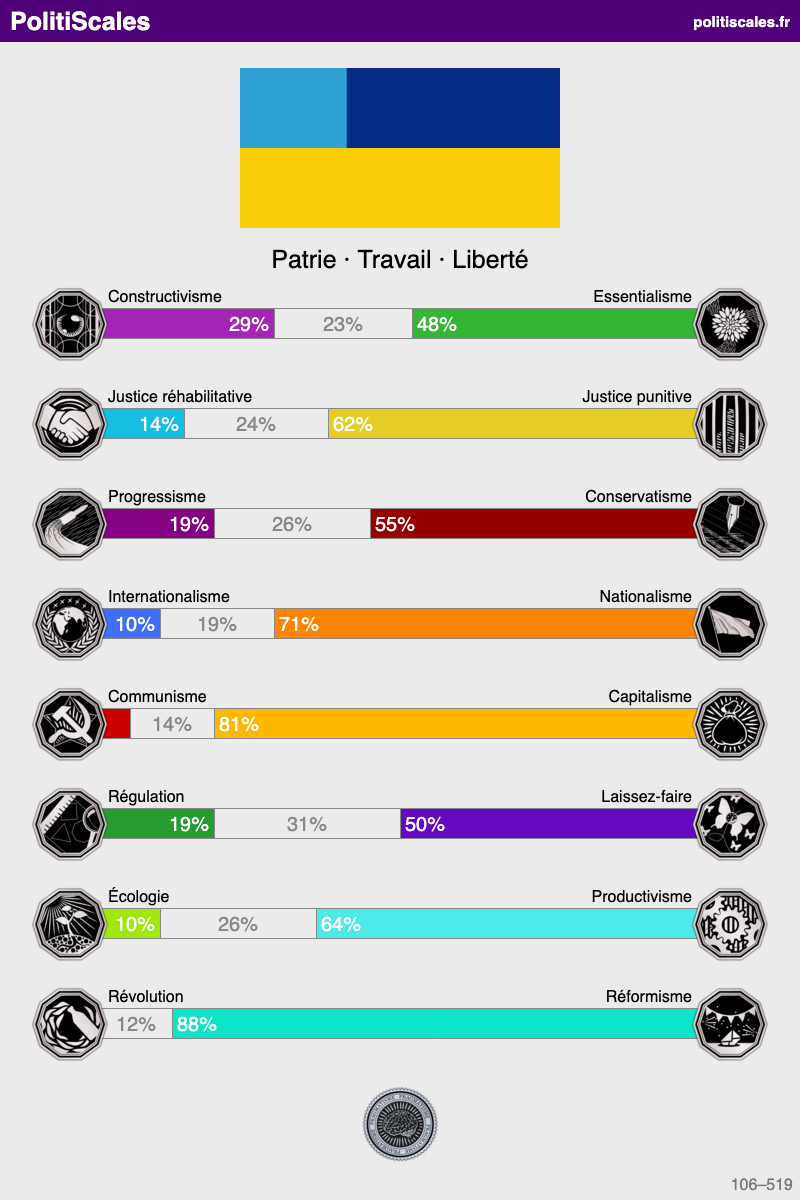 PolitiScales
politiscales.fr
Patrie · Travail · Liberté
Constructivisme
Essentialisme
29%
23%
48%
Justice réhabilitative
Justice punitive
14%
24%
62%
Progressisme
Conservatisme
19%
26%
55%
Internationalisme
Nationalisme
10%
19%
71%
Communisme
Capitalisme
14%
81%
Régulation
Laissez-faire
19%
31%
50%
Écologie
Productivisme
10%
26%
64%
Révolution
Réformisme
12%
88%
106–519